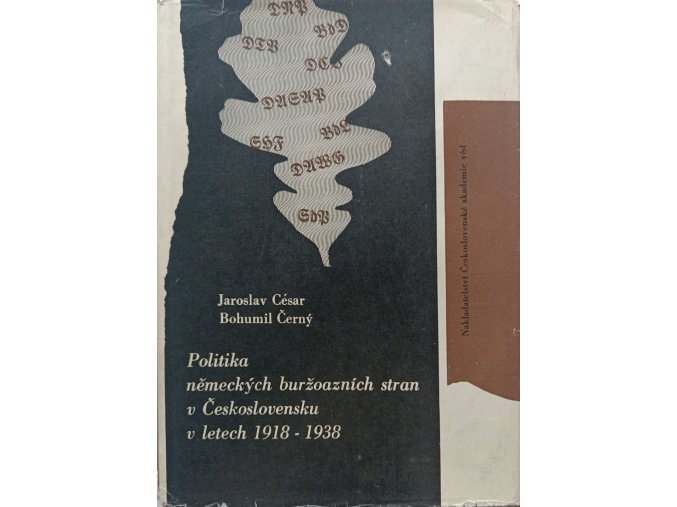 DNP
BdD
DTP
DCV
DASAP
SHF BdL
DAWG
SdP
Jaroslav César
Bohumil Černý
Politika
německých buržoazních stran
v Československu
v letech 1918 - 1938
Nakladatelství Československé akademie věd